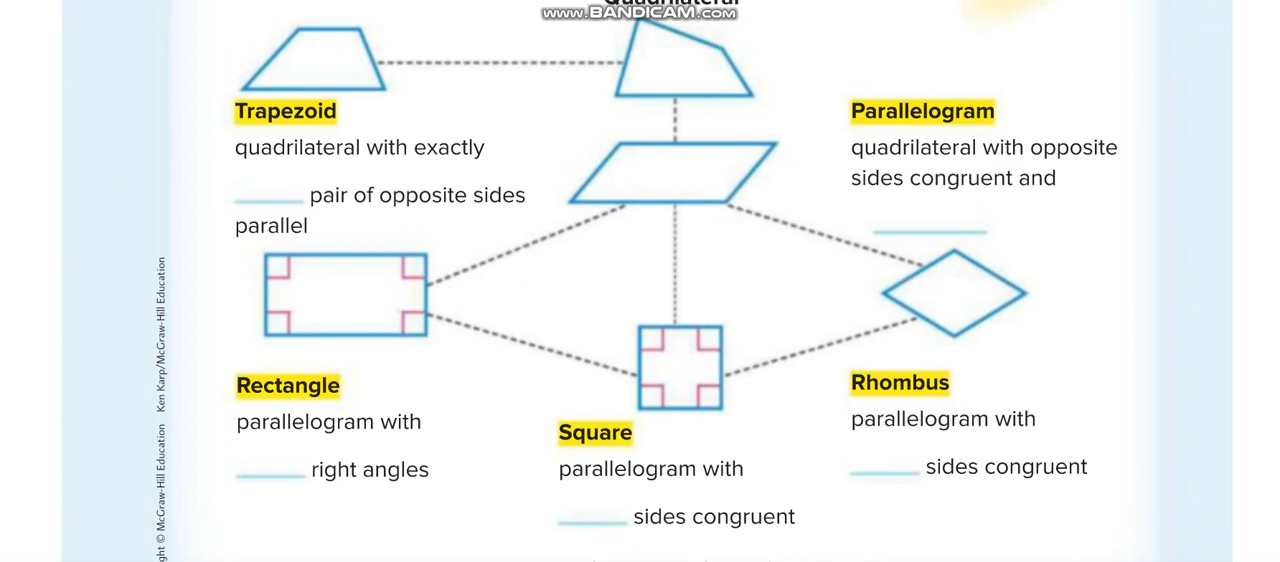 Quadrilateral
www.BANDICAM.com
Trapezoid
quadrilateral with exactly
pair of opposite sides
parallel
Parallelogram
quadrilateral with opposite
sides congruent and
Rectangle
parallelogram with
right angles
Square
parallelogram with
sides congruent
Rhombus
parallelogram with
sides congruent
ght © McGraw-Hill Education Ken Karp/McGraw-Hill Education